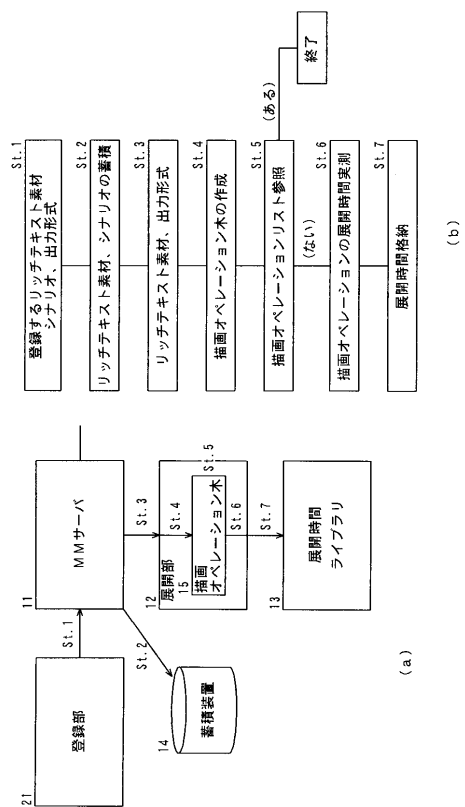 21
登録部
St.1
11
MMサーバ
St.2
14
蓄積装置
St.3
12
展開部
St.4
15
描画
オペレーション木
St.5
St.6
St.7
13
展開時間
ライブラリ
(a)
St.1
登録するリッチテキスト素材
シナリオ、出力形式
St.2
リッチテキスト素材、シナリオの蓄積
St.3
リッチテキスト素材、出力形式
St.4
描画オペレーション木の作成
St.5
描画オペレーションリスト参照
(ある)
終了
(ない)
St.6
描画オペレーションの展開時間実測
St.7
展開時間格納
(b)